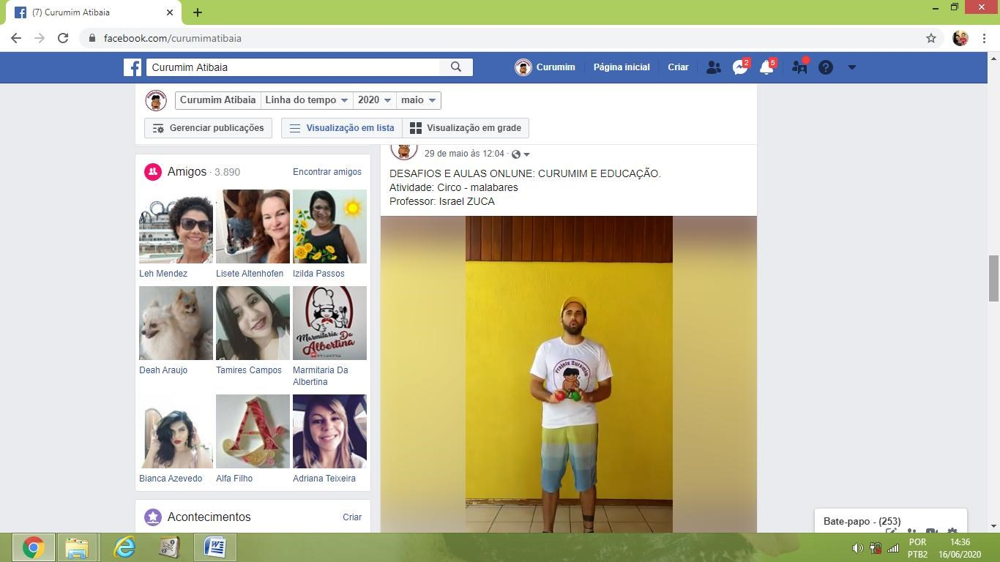 (7) Curumim Atibaia
facebook.com/curumimatibaia
Curumim Atibaia
Curumim
Página inicial
Criar
2
5
Curumim Atibaia
Linha do tempo
2020
maio
Gerenciar publicações
Visualização em lista
Visualização em grade
Amigos · 3.890
Encontrar amigos
Leh Mendez
Lisete Altenhofen
Izilda Passos
Marmitaria Da
Albertina
Deah Araujo
Tamires Campos
Marmitaria Da
Albertina
A
Bianca Azevedo
Alfa Filho
Adriana Teixeira
Acontecimentos
Criar
29 de maio às 12:04 ·
DESAFIOS E AULAS ONLUNE: CURUMIM E EDUCAÇÃO.
Atividade: Circo - malabares
Professor: Israel ZUCA
Projeto Curumim
Bate-papo - (253)
POR
PTB2
14:36
16/06/2020